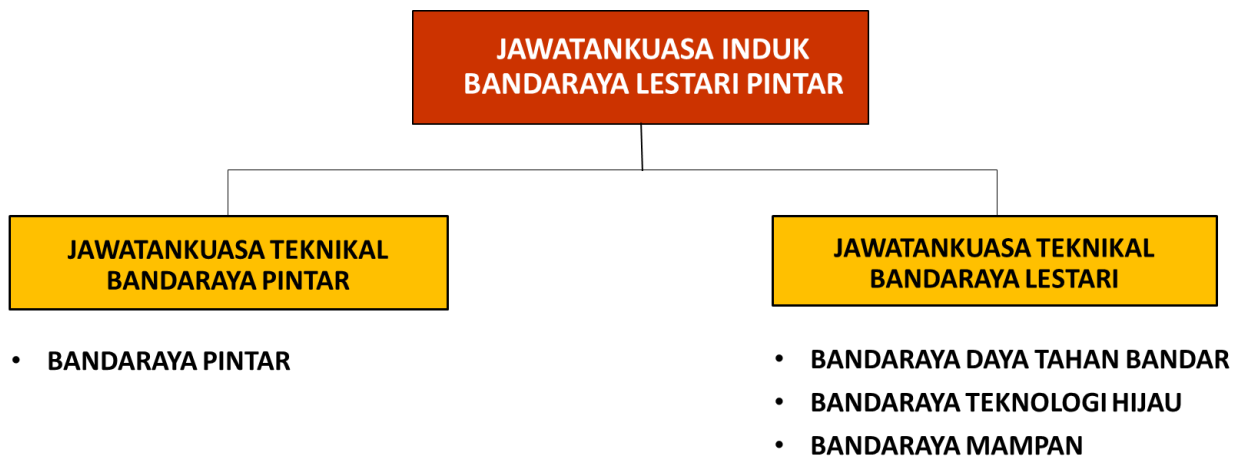 JAWATANKUASA INDUK
BANDARAYA LESTARI PINTAR
JAWATANKUASA TEKNIKAL
BANDARAYA PINTAR
• BANDARAYA PINTAR
JAWATANKUASA TEKNIKAL
BANDARAYA LESTARI
• BANDARAYA DAYA TAHAN BANDAR
• BANDARAYA TEKNOLOGI HIJAU
• BANDARAYA MAMPAN